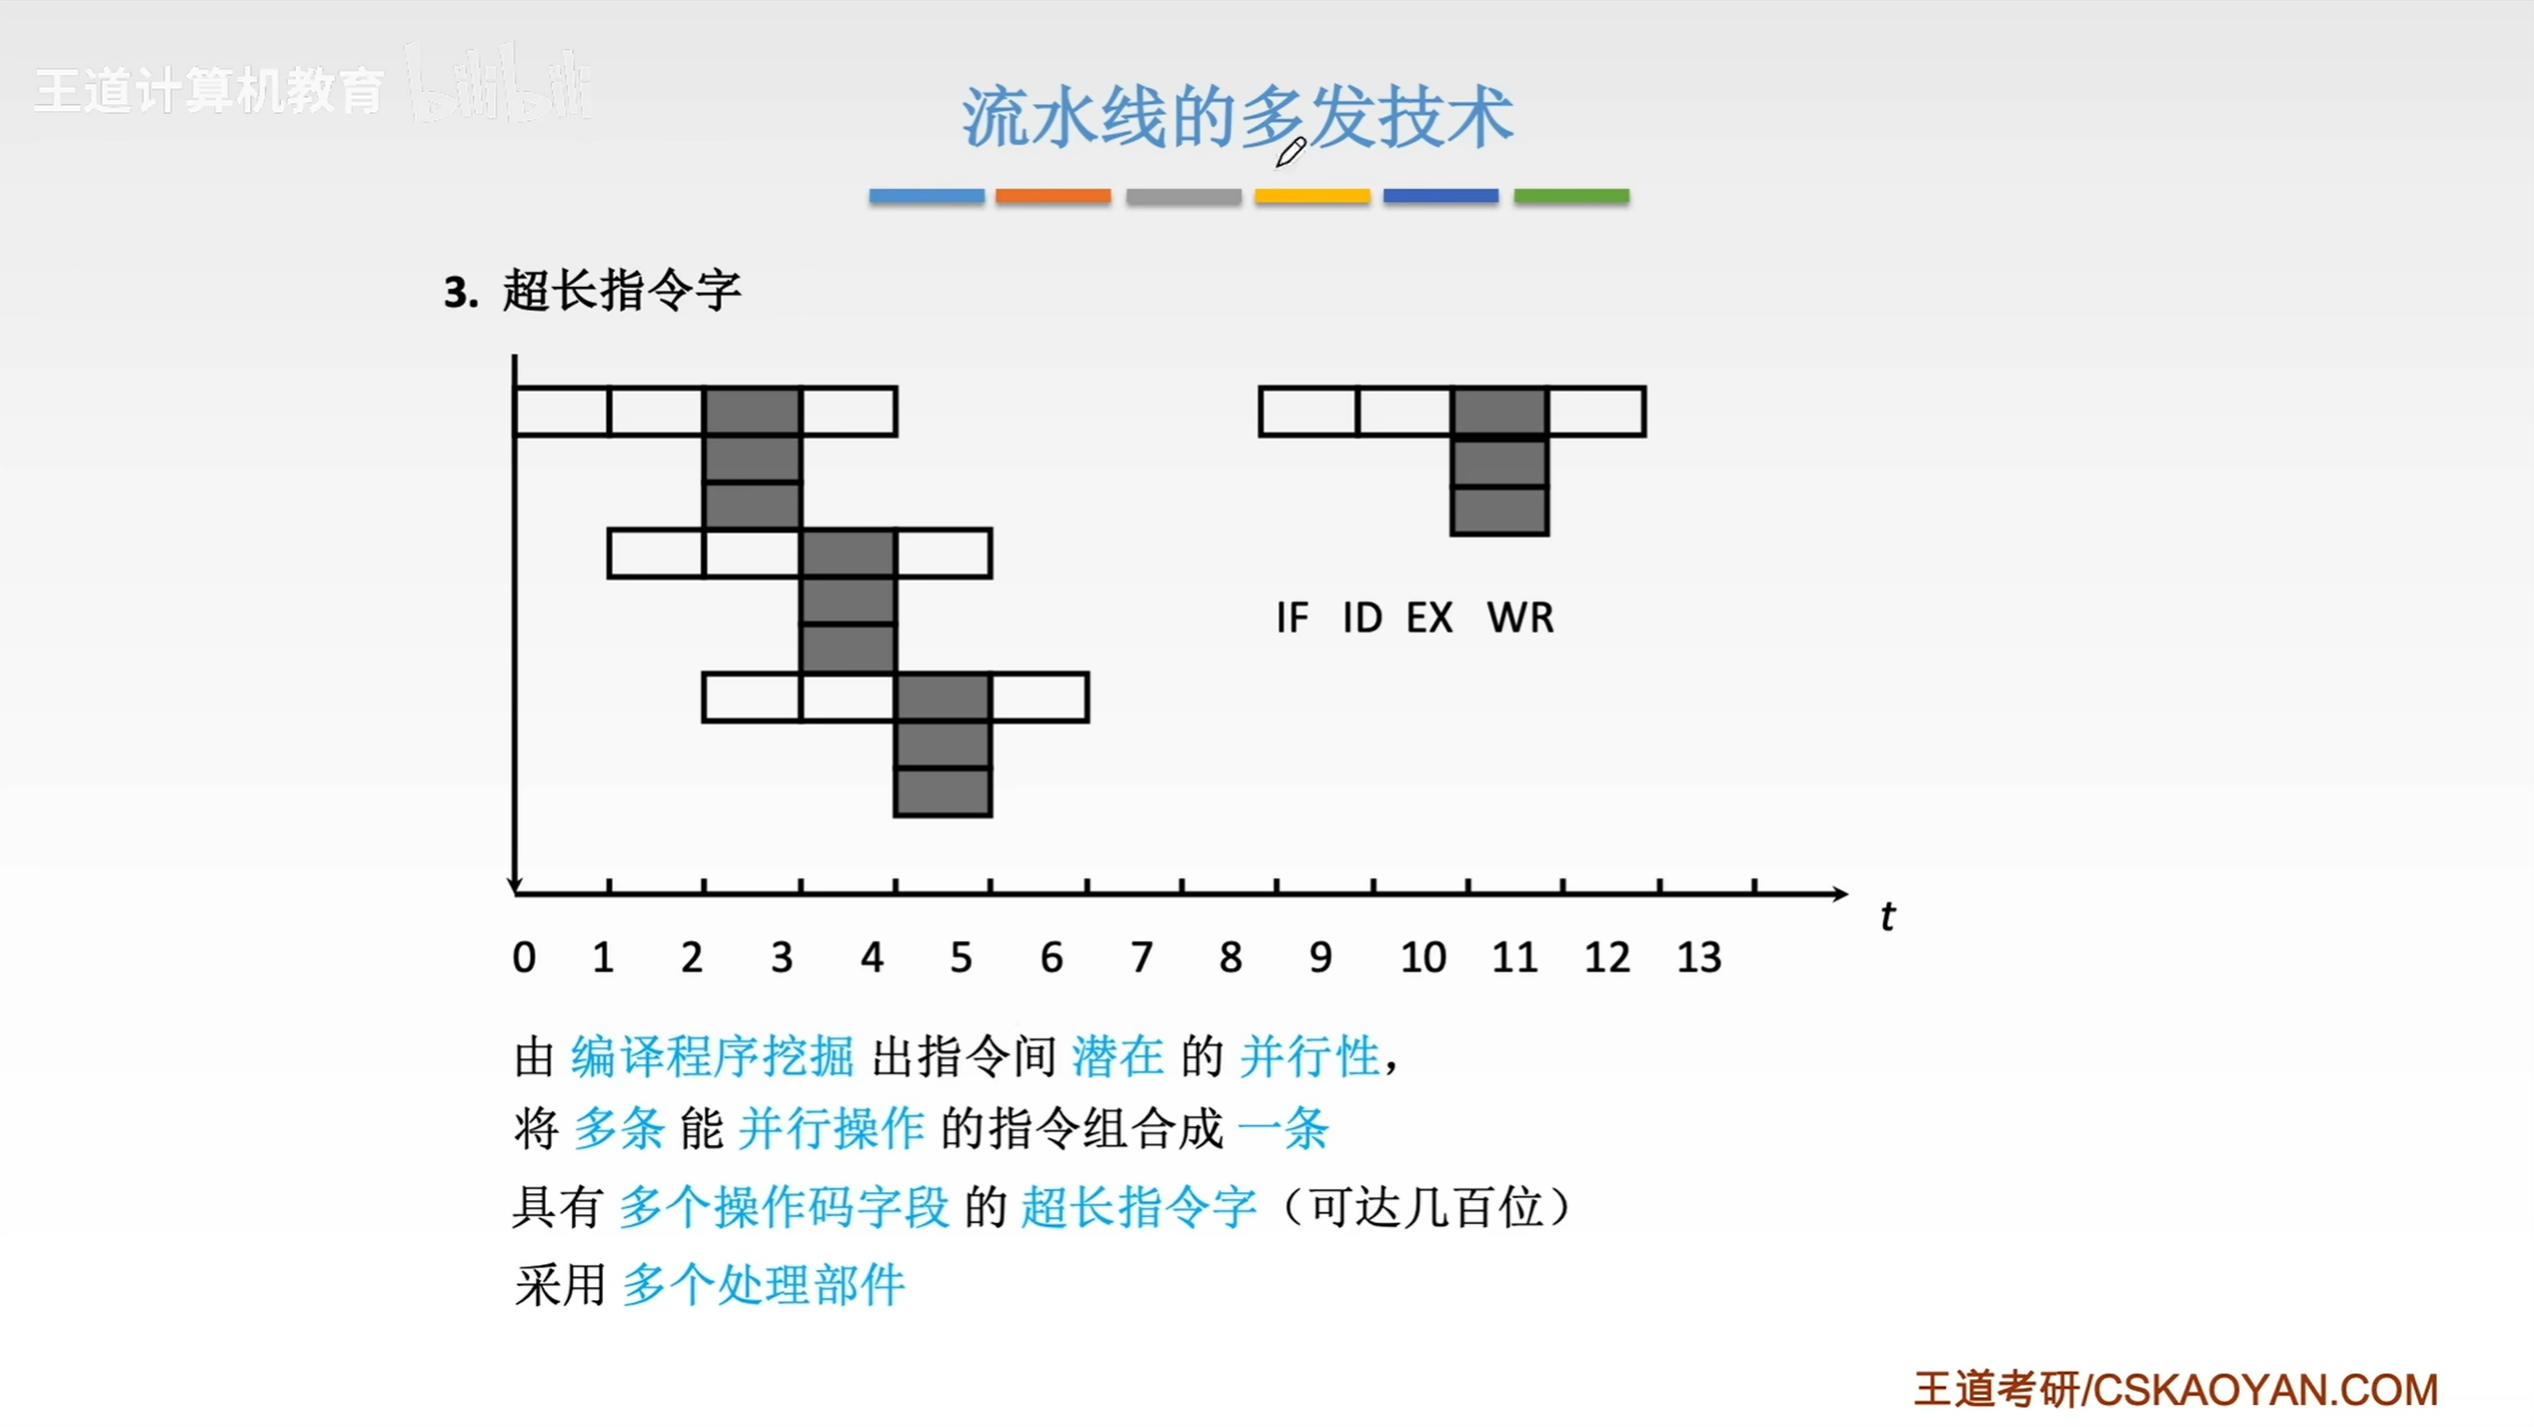 王道计算机教育 bilibili
流水线的多发技术
3. 超长指令字
IF ID EX WR
t
0 1 2 3 4 5 6 7 8 9 10 11 12 13
由 编译程序挖掘 出指令间 潜在 的 并行性，
将 多条 能 并行操作 的指令组合成 一条
具有 多个操作码字段 的 超长指令字（可达几百位）
采用 多个处理部件
王道考研/CSKAOYAN.COM